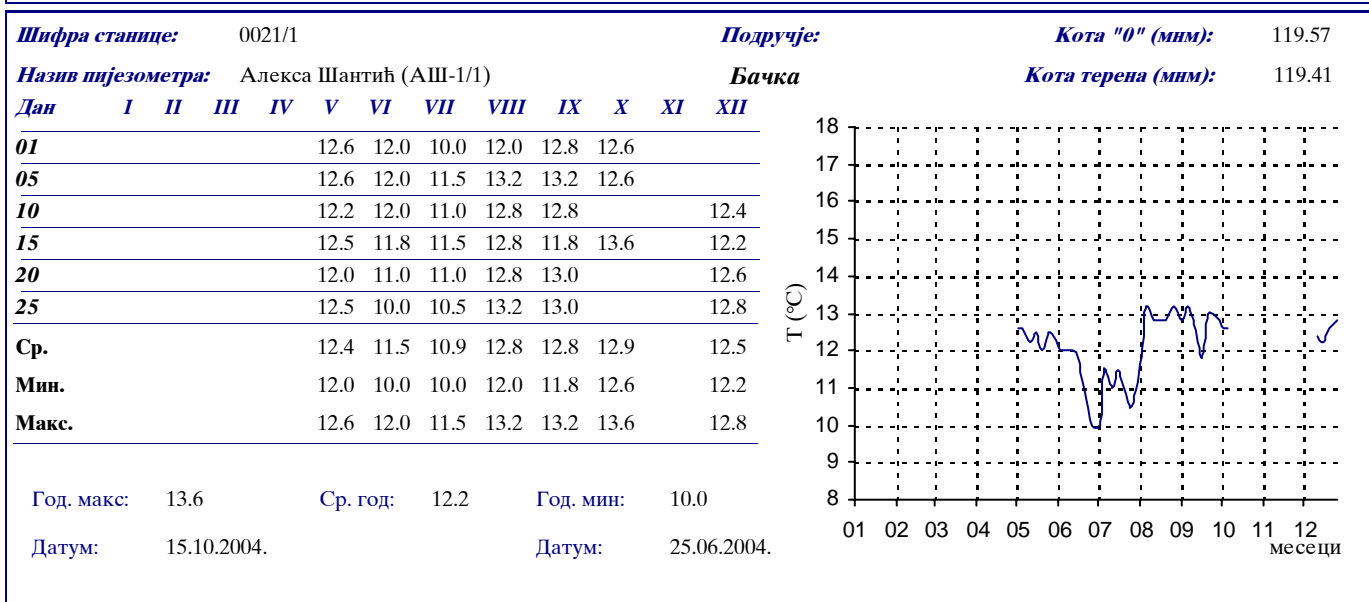 Шифра станице: 0021/1 Подручје: Кота "0" (мнм): 119.57
Назив пијезометра: Алекса Шантић (АШ-1/1) Бачка Кота терена (мнм): 119.41
Дан I II III IV V VI VII VIII IX X XI XII
01 12.6 12.0 10.0 12.0 12.8 12.6
05 12.6 12.0 11.5 13.2 13.2 12.6
10 12.2 12.0 11.0 12.8 12.8 12.4
15 12.5 11.8 11.5 12.8 11.8 13.6 12.2
20 12.0 11.0 11.0 12.8 13.0 12.6
25 12.5 10.0 10.5 13.2 13.0 12.8
Ср. 12.4 11.5 10.9 12.8 12.8 12.9 12.5
Мин. 12.0 10.0 10.0 12.0 11.8 12.6 12.2
Макс. 12.6 12.0 11.5 13.2 13.2 13.6 12.8
Год. макс: 13.6 Ср. год: 12.2 Год. мин: 10.0
Датум: 15.10.2004. Датум: 25.06.2004.
18
17
16
15
14
13
12
11
10
9
8
T (°C)
01 02 03 04 05 06 07 08 09 10 11 12
месеци